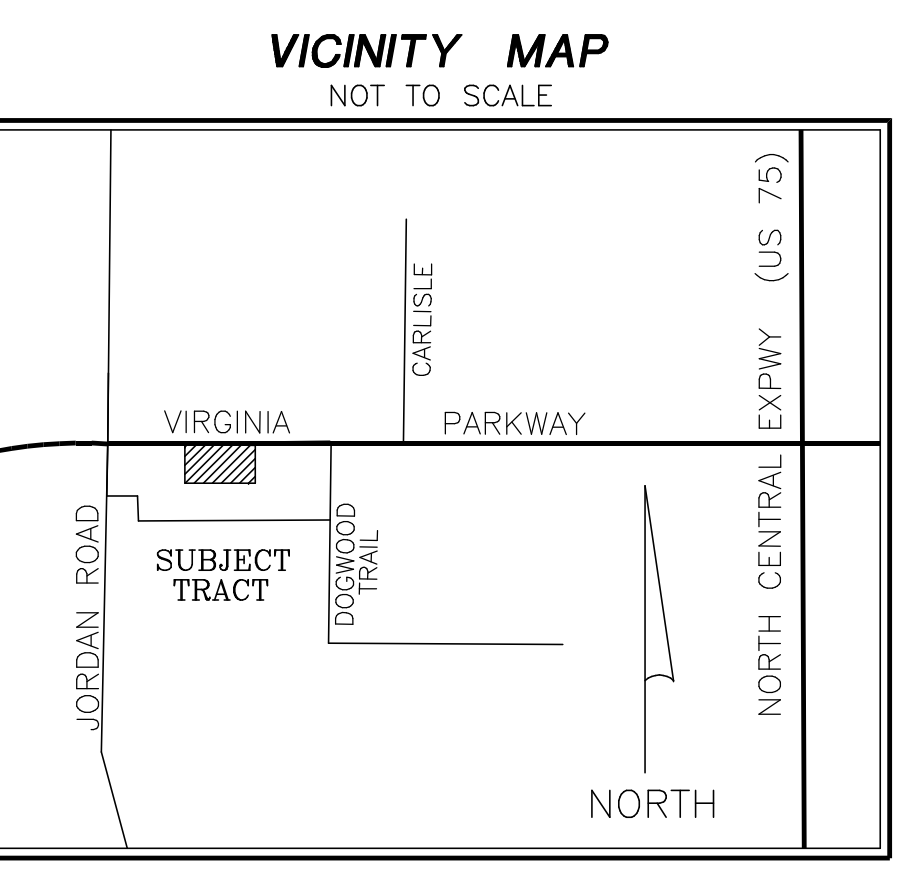 VICINITY MAP
NOT TO SCALE
NORTH CENTRAL EXPWY (US 75)
CARLISLE
VIRGINIA PARKWAY
JORDAN ROAD
SUBJECT
TRACT
DOGWOOD
TRAIL
NORTH